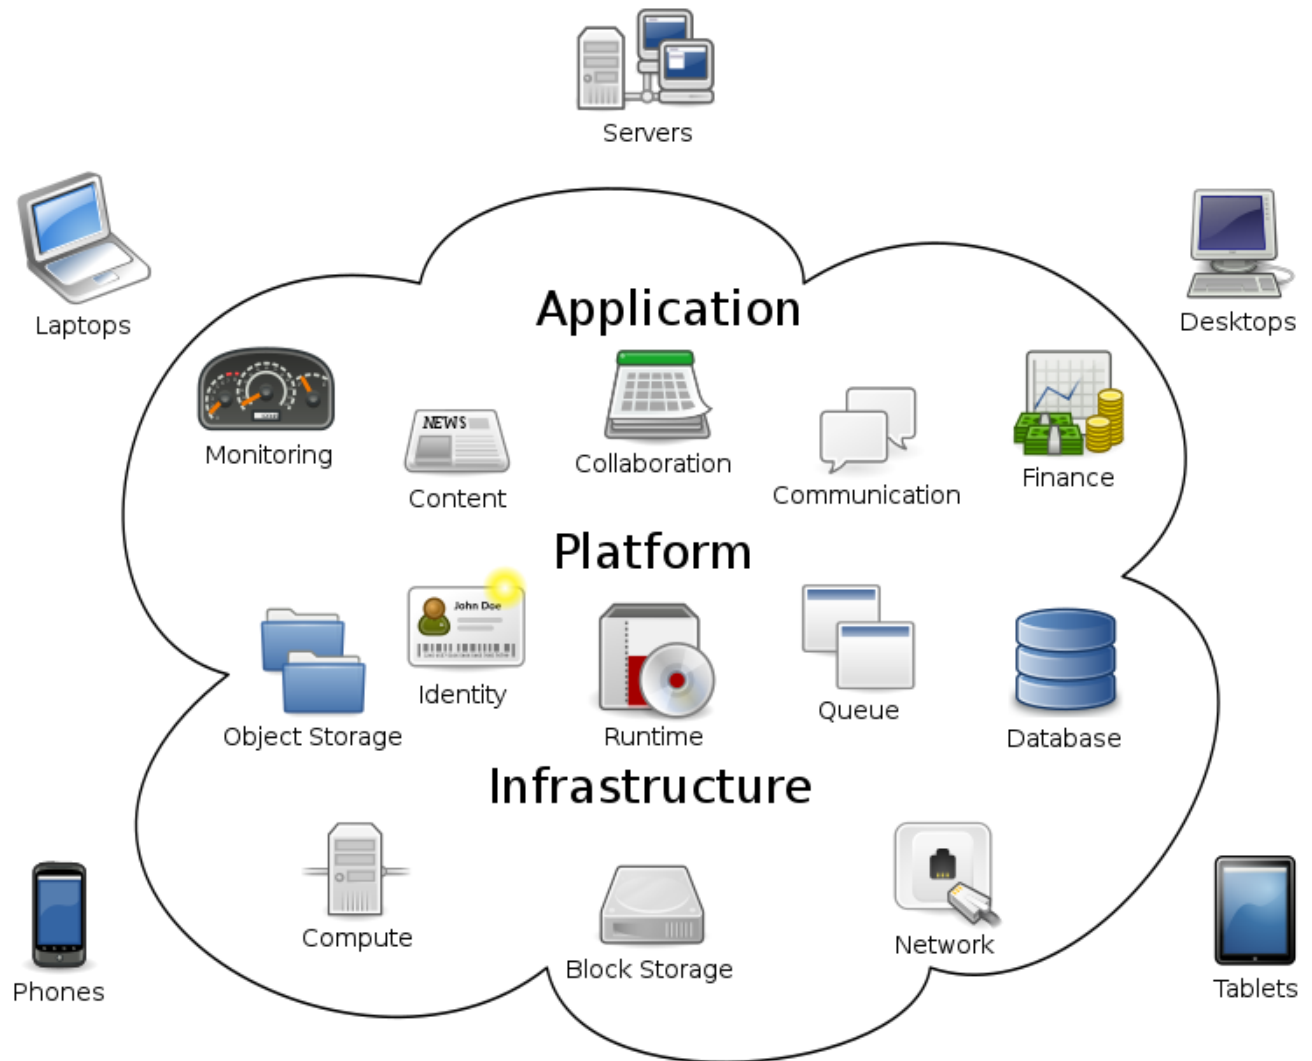 Servers
Laptops
Desktops
Application
Monitoring
NEWS
Content
Collaboration
Communication
Finance
Platform
John Doe
Object Storage
Identity
Runtime
Queue
Database
Infrastructure
Compute
Block Storage
Network
Phones
Tablets